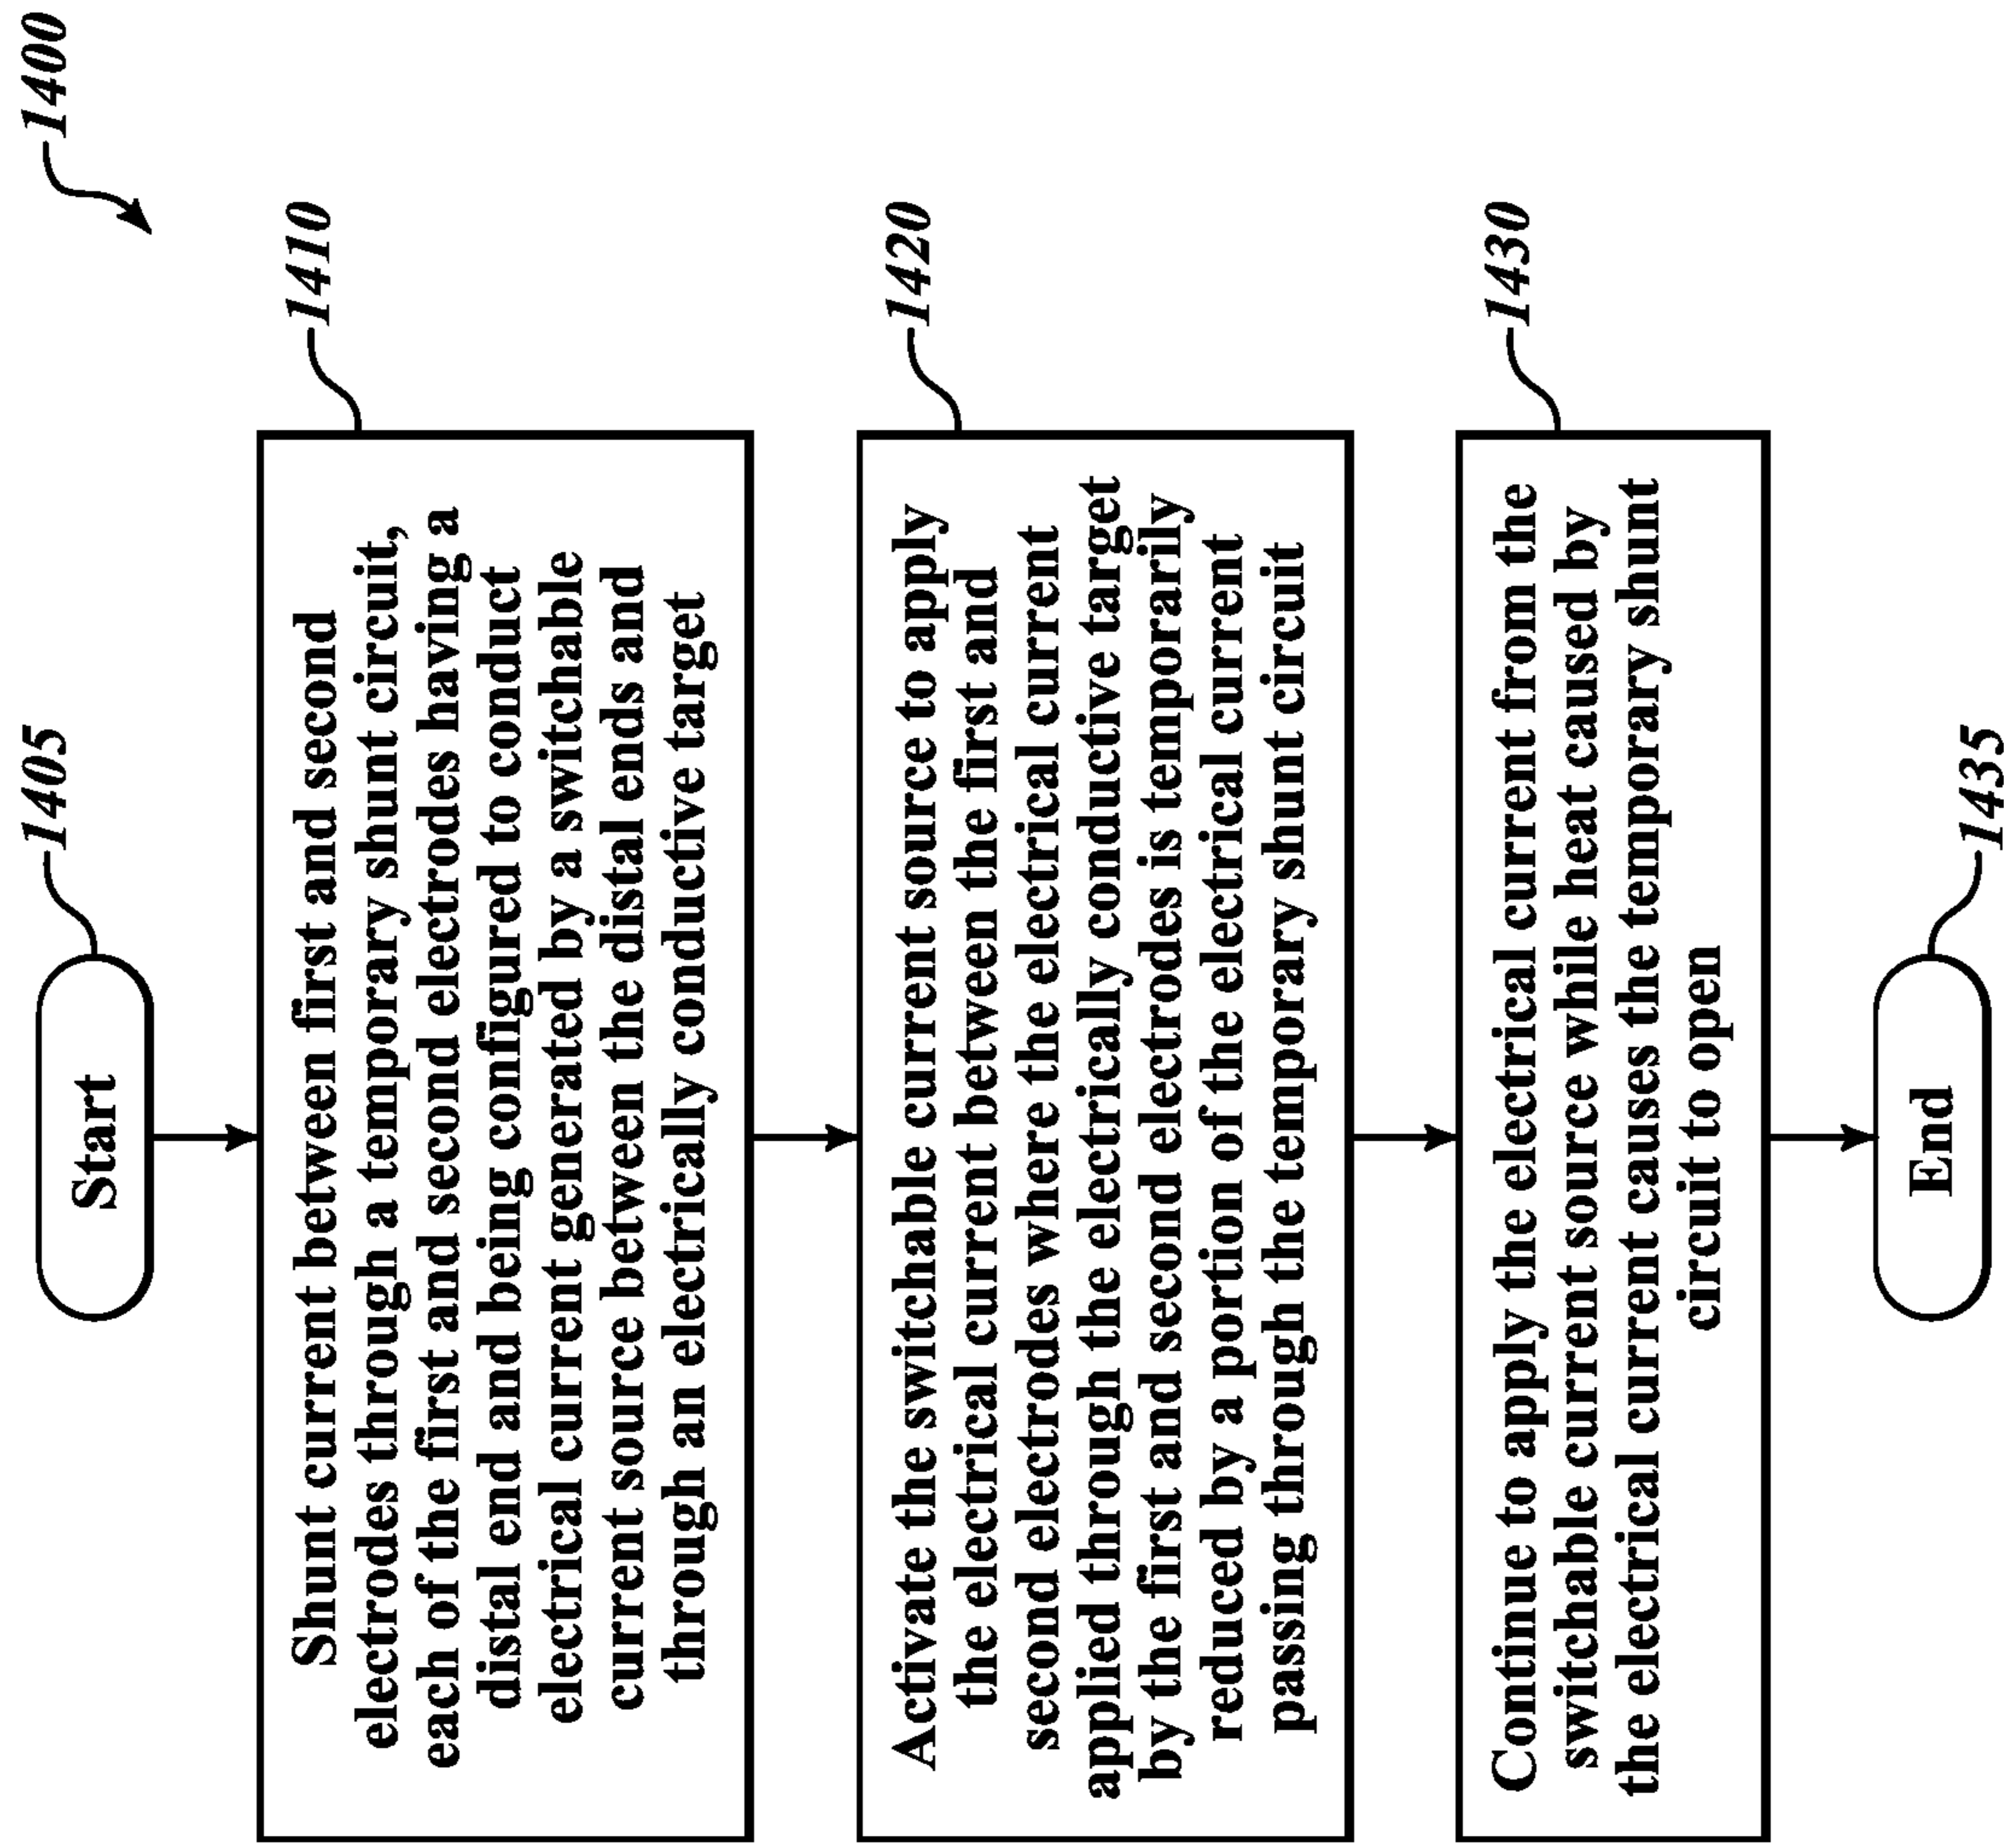 1400
Start
1405
Shunt current between first and second
electrodes through a temporary shunt circuit,
each of the first and second electrodes having a
distal end and being configured to conduct
electrical current generated by a switchable
current source between the distal ends and
through an electrically conductive target
1410
Activate the switchable current source to apply
the electrical current between the first and
second electrodes where the electrical current
applied through the electrically conductive target
by the first and second electrodes is temporarily
reduced by a portion of the electrical current
passing through the temporary shunt circuit
1420
Continue to apply the electrical current from the
switchable current source while heat caused by
the electrical current causes the temporary shunt
circuit to open
1430
End
1435